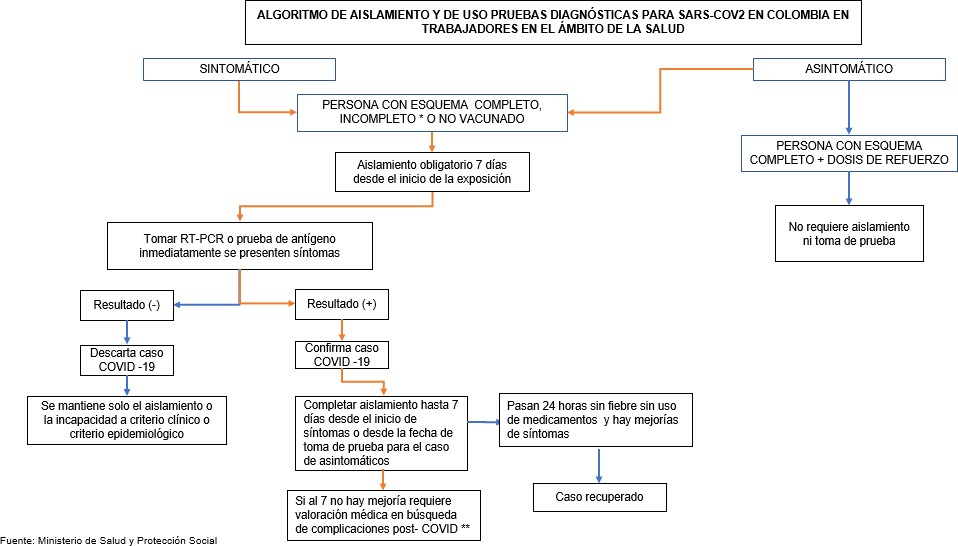 ALGORITMO DE AISLAMIENTO Y DE USO PRUEBAS DIAGNÓSTICAS PARA SARS-COV2 EN COLOMBIA EN
TRABAJADORES EN EL ÁMBITO DE LA SALUD
SINTOMÁTICO
ASINTOMÁTICO
PERSONA CON ESQUEMA COMPLETO,
INCOMPLETO * O NO VACUNADO
PERSONA CON ESQUEMA
COMPLETO + DOSIS DE REFUERZO
Aislamiento obligatorio 7 días
desde el inicio de la exposición
No requiere aislamiento
ni toma de prueba
Tomar RT-PCR o prueba de antígeno
inmediatamente se presenten síntomas
Resultado (-)
Resultado (+)
Descarta caso
COVID -19
Confirma caso
COVID -19
Se mantiene solo el aislamiento o
la incapacidad a criterio clínico o
criterio epidemiológico
Completar aislamiento hasta 7
días desde el inicio de
síntomas o desde la fecha de
toma de prueba para el caso
de asintomáticos
Pasan 24 horas sin fiebre sin uso
de medicamentos y hay mejorías
de síntomas
Si al 7 no hay mejoría requiere
valoración médica en búsqueda
de complicaciones post- COVID **
Caso recuperado
Fuente: Ministerio de Salud y Protección Social